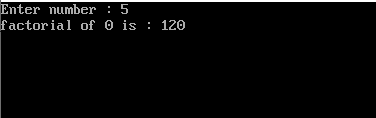 Enter number : 5
factorial of 0 is : 120